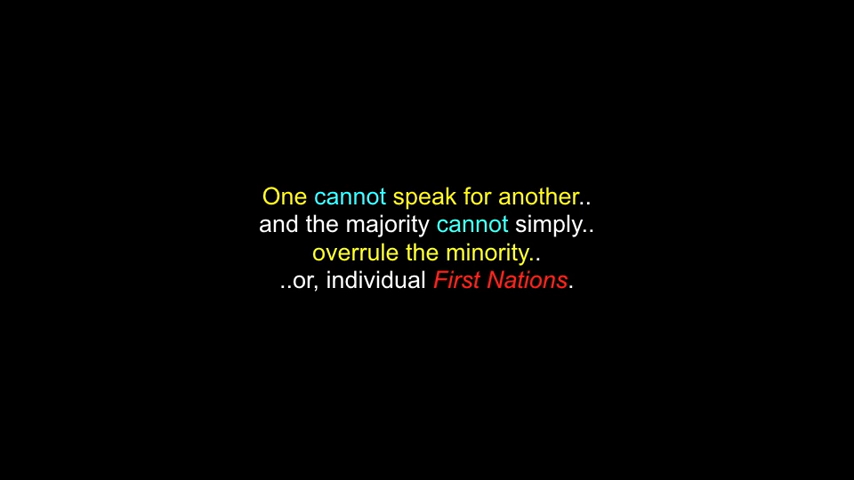 One cannot speak for another..
and the majority cannot simply..
overrule the minority..
..or, individual First Nations.